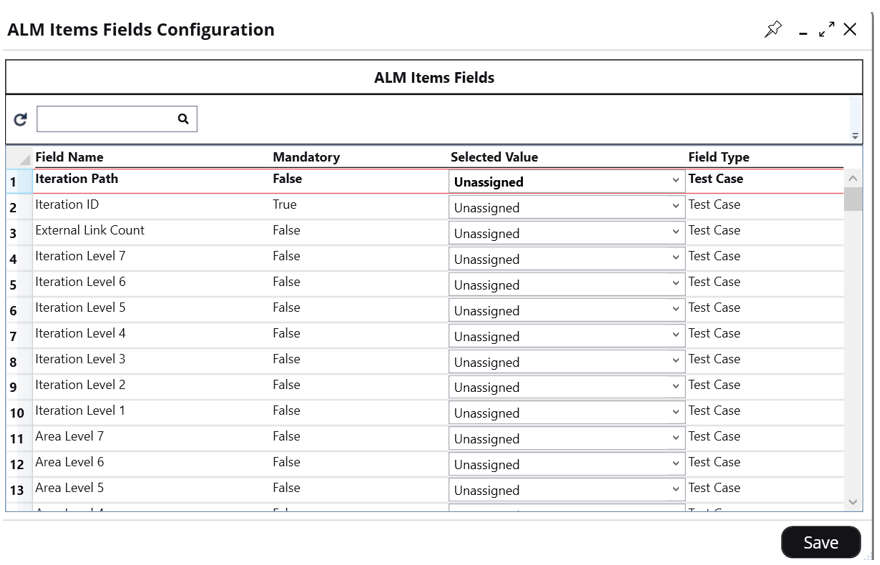 ALM Items Fields Configuration
ALM Items Fields
Field Name Mandatory Selected Value Field Type
1 Iteration Path False Unassigned Test Case
2 Iteration ID True Unassigned Test Case
3 External Link Count False Unassigned Test Case
4 Iteration Level 7 False Unassigned Test Case
5 Iteration Level 6 False Unassigned Test Case
6 Iteration Level 5 False Unassigned Test Case
7 Iteration Level 4 False Unassigned Test Case
8 Iteration Level 3 False Unassigned Test Case
9 Iteration Level 2 False Unassigned Test Case
10 Iteration Level 1 False Unassigned Test Case
11 Area Level 7 False Unassigned Test Case
12 Area Level 6 False Unassigned Test Case
13 Area Level 5 False Unassigned Test Case
Save